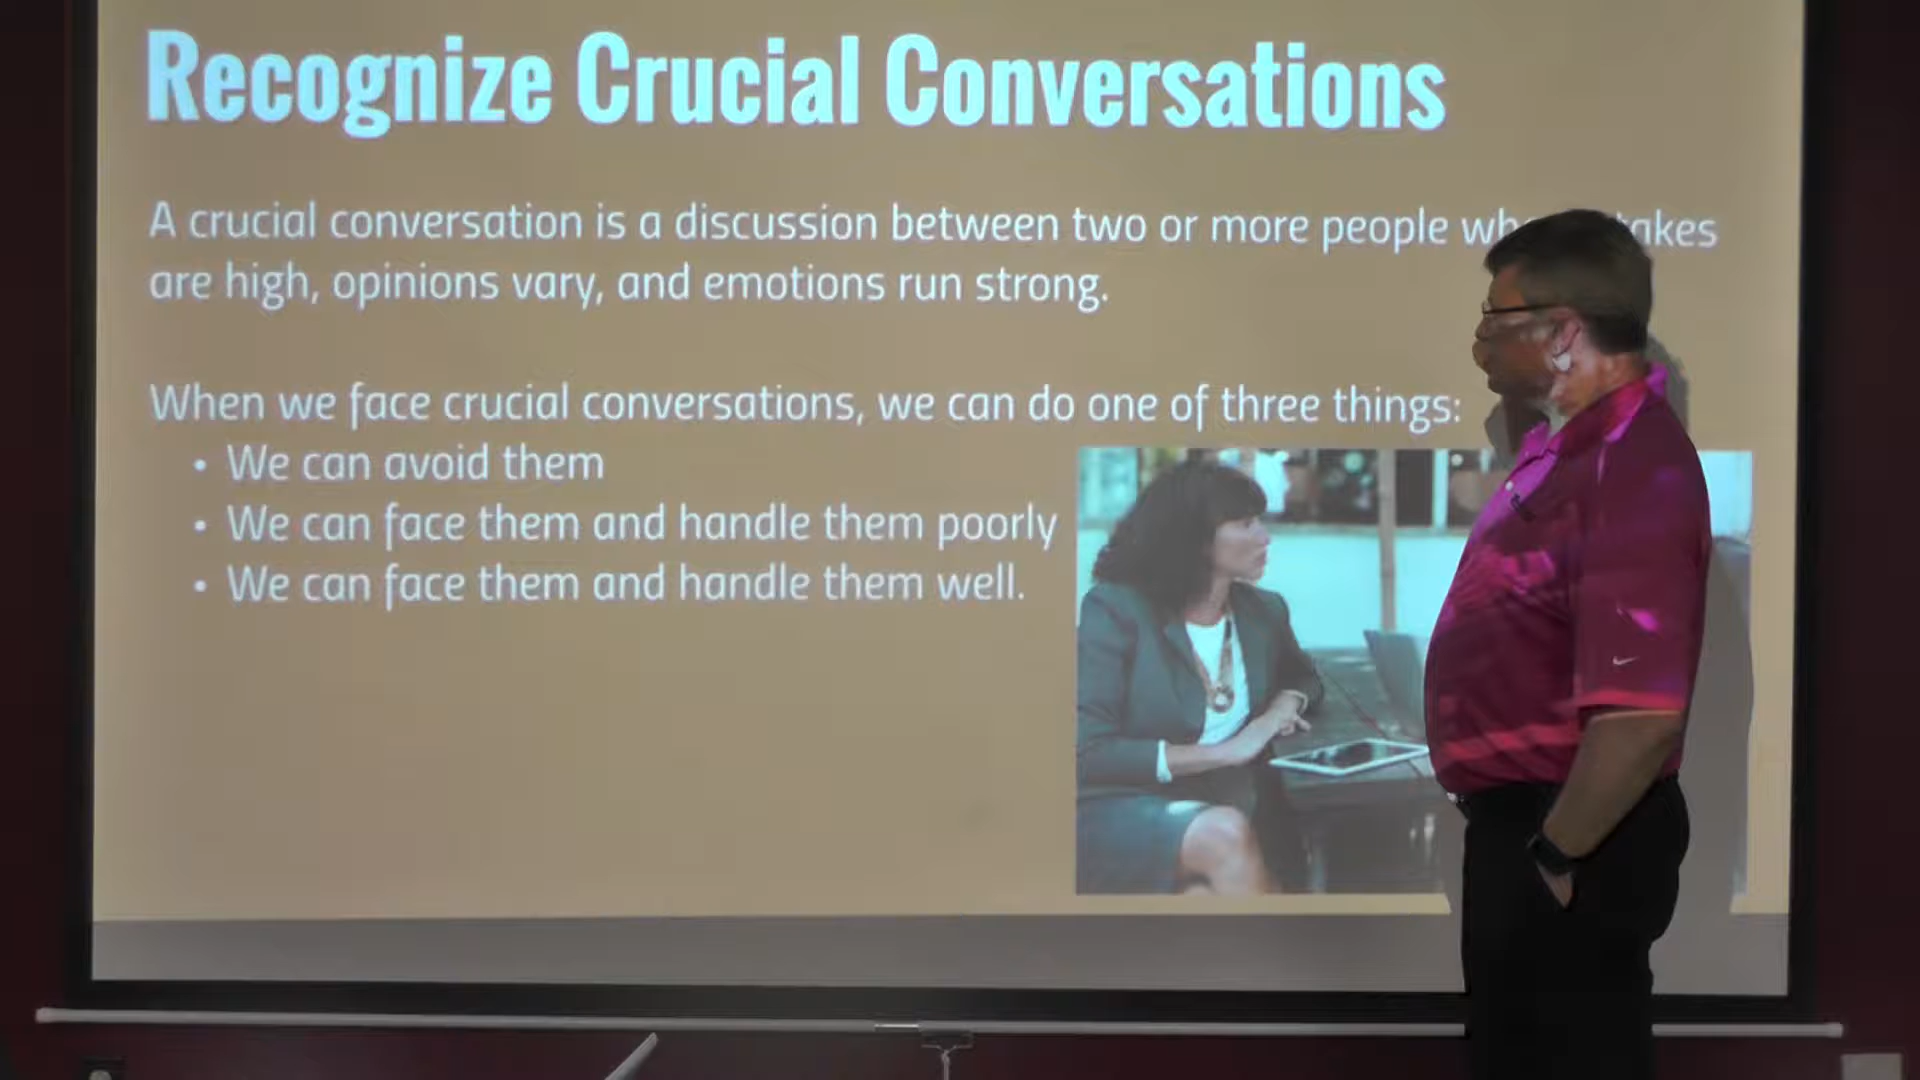 Recognize Crucial Conversations
A crucial conversation is a discussion between two or more people
are high, opinions vary, and emotions run strong.
When we face crucial conversations, we can do one of three things:
• We can avoid them
• We can face them and handle them poorly
• We can face them and handle them well.